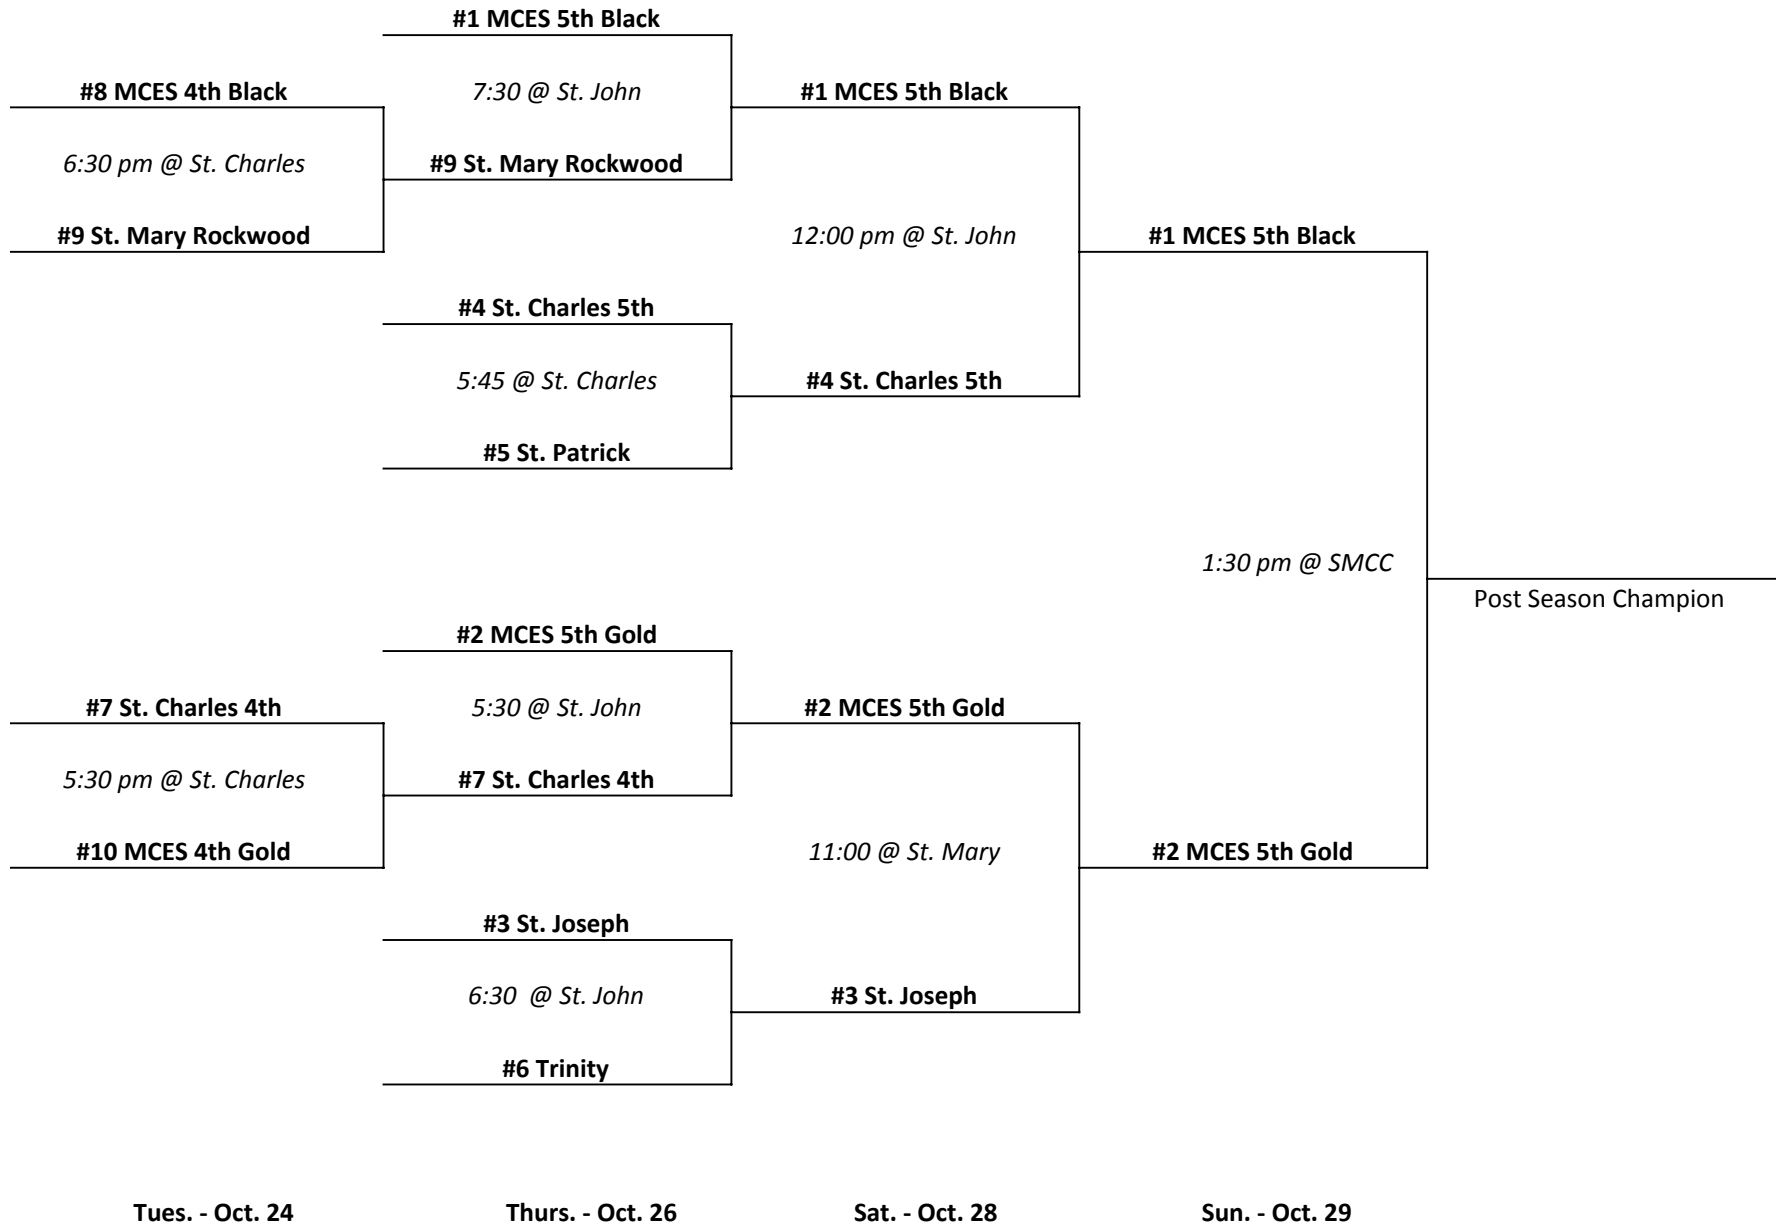 #1 MCES 5th Black
#8 MCES 4th Black
7:30 @ St. John
#1 MCES 5th Black
6:30 pm @ St. Charles
#9 St. Mary Rockwood
#9 St. Mary Rockwood
12:00 pm @ St. John
#1 MCES 5th Black
#4 St. Charles 5th
5:45 @ St. Charles
#4 St. Charles 5th
#5 St. Patrick
1:30 pm @ SMCC
Post Season Champion
#2 MCES 5th Gold
#7 St. Charles 4th
5:30 @ St. John
#2 MCES 5th Gold
5:30 pm @ St. Charles
#7 St. Charles 4th
#10 MCES 4th Gold
11:00 @ St. Mary
#2 MCES 5th Gold
#3 St. Joseph
6:30  @ St. John
#3 St. Joseph
#6 Trinity
Tues. - Oct. 24
Thurs. - Oct. 26
Sat. - Oct. 28
Sun. - Oct. 29